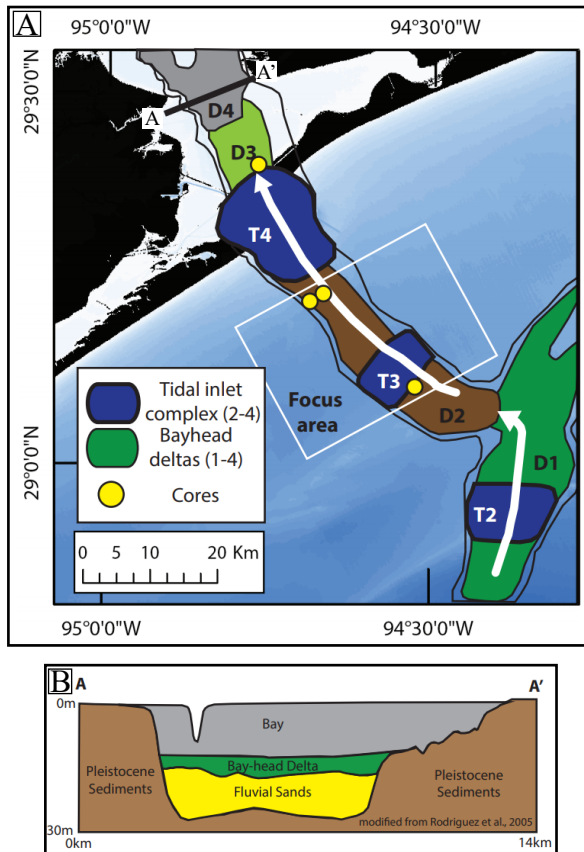 A
95°0'0"W 94°30'0"W
29°30'0"N
A'
A
D4
D3
T4
T3
Focus
area
D2
D1
T2
Tidal inlet
complex (2-4)
Bayhead
deltas (1-4)
Cores
0 5 10 20 Km
29°0'0"N
95°0'0"W 94°30'0"W
B A A'
0m
Bay
Bay-head Delta
Pleistocene
Sediments
Fluvial Sands
Pleistocene
Sediments
modified from Rodriguez et al., 2005
30m
0km 14km